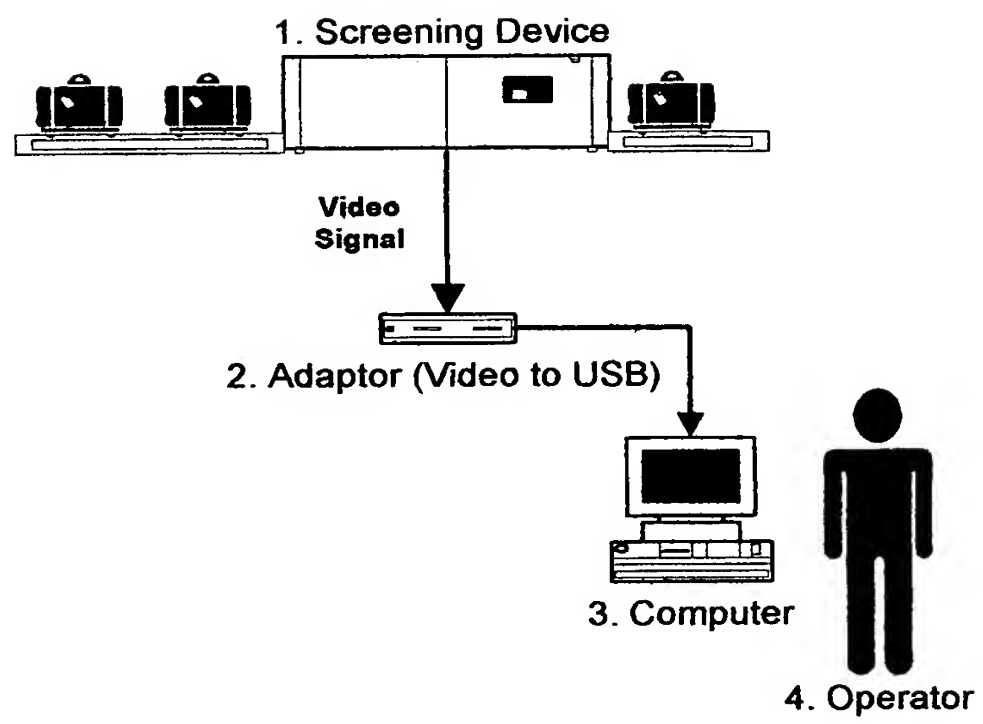 1. Screening Device
Video
Signal
2. Adaptor (Video to USB)
3. Computer
4. Operator